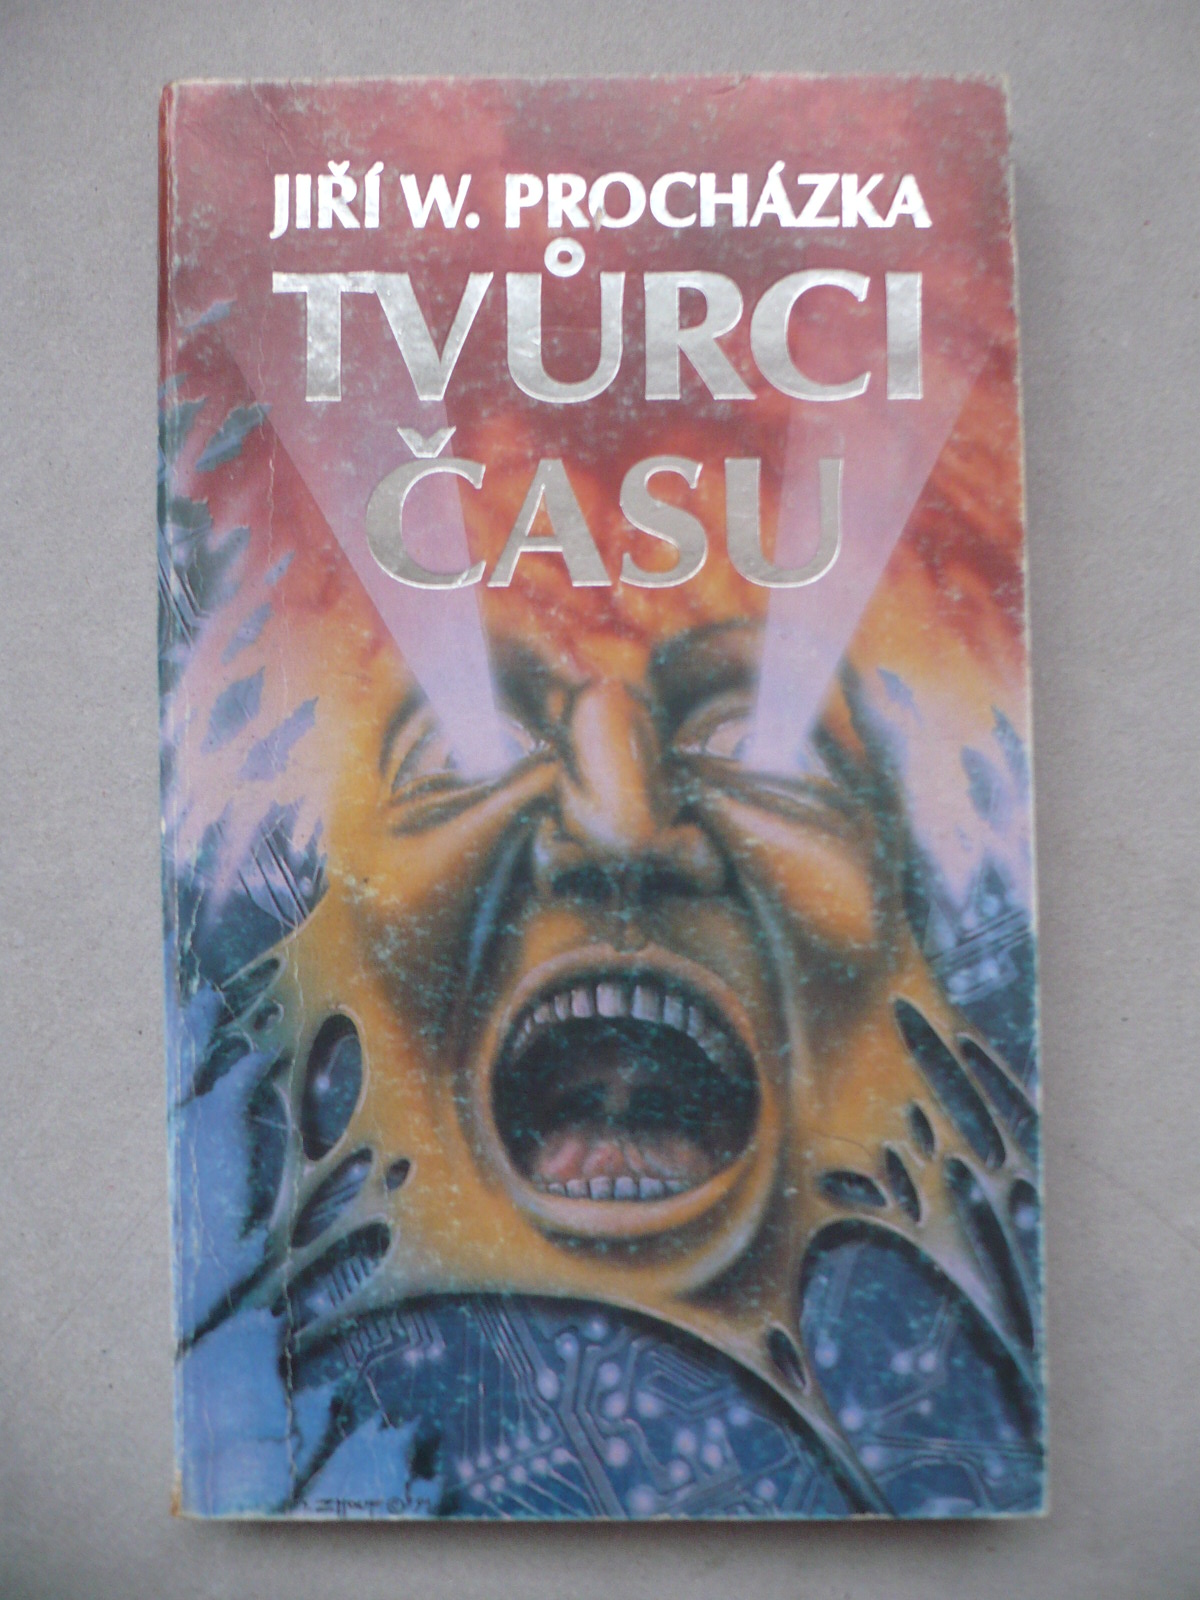 JIŘÍ W. PROCHÁZKA
TVŮRCI
ČASU